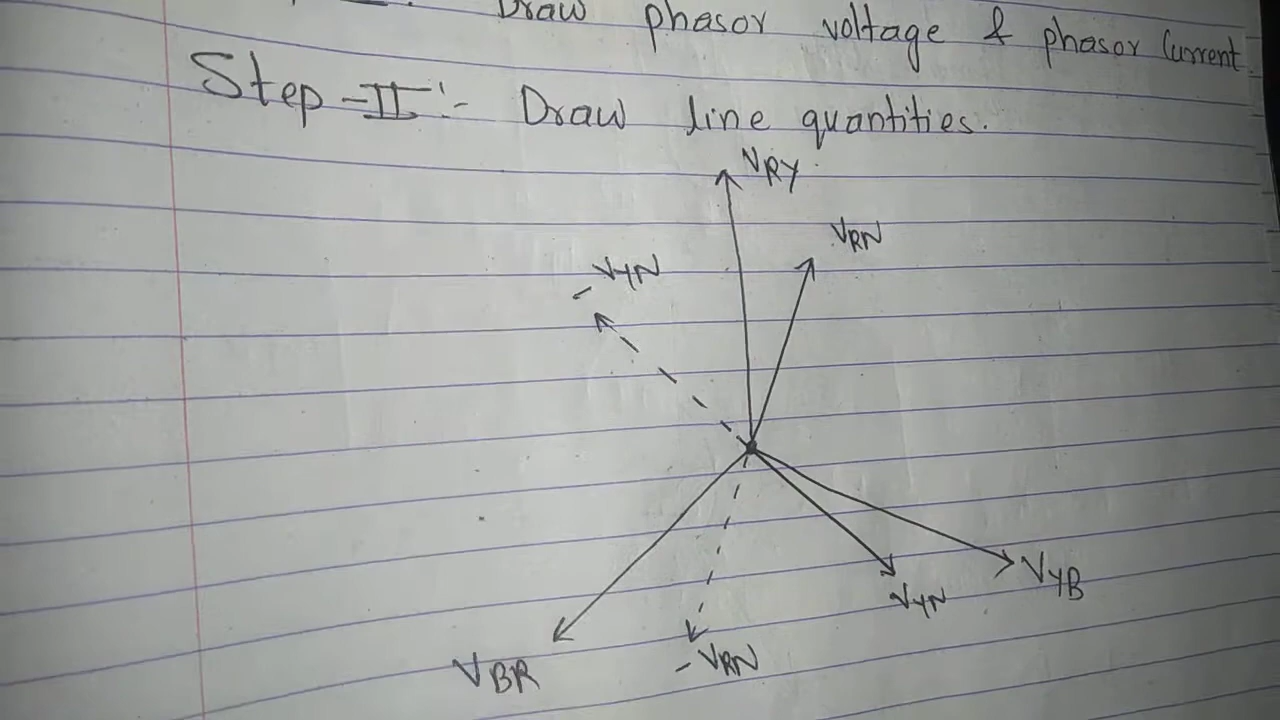 Draw phasor voltage & phasor Current
Step-II:- Draw line quantities.
VRY
VRN
- VYN
VYN
VYB
VBR
- VRN